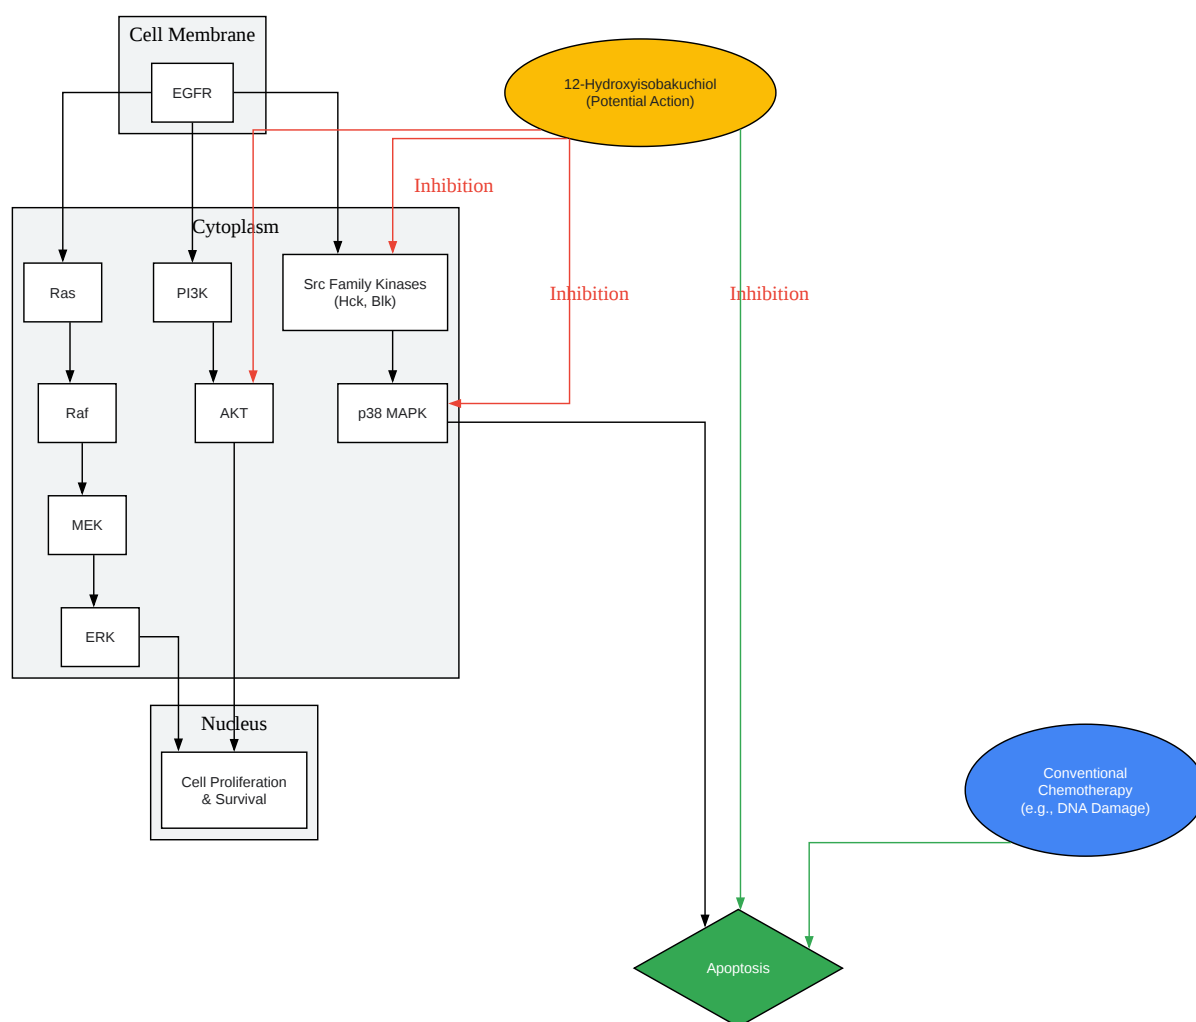 Cell Membrane
EGFR
12-Hydroxyisobakuchiol
(Potential Action)
Inhibition
Cytoplasm
Ras
PI3K
Src Family Kinases
(Hck, Blk)
Inhibition
Inhibition
Raf
AKT
p38 MAPK
MEK
ERK
Nucleus
Cell Proliferation
& Survival
Conventional
Chemotherapy
(e.g., DNA Damage)
Apoptosis